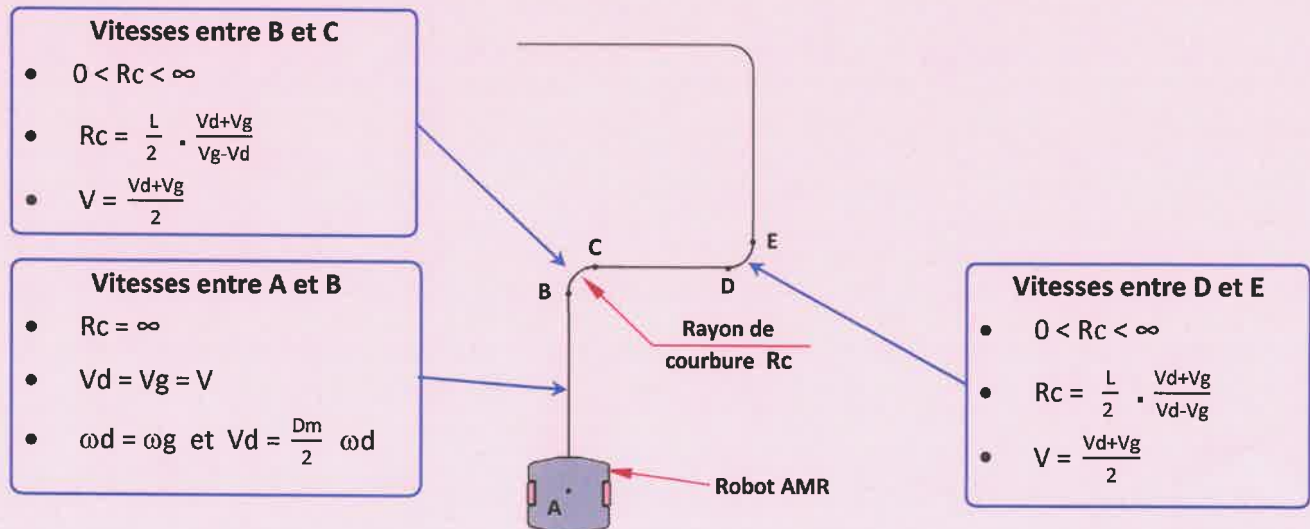 Vitesses entre B et C
• 0 < Rc < ∞
• Rc = L/2 . Vd+Vg/Vg-Vd
• V = Vd+Vg/2
Vitesses entre A et B
• Rc = ∞
• Vd = Vg = V
• ωd = ωg et Vd = Dm/2 ωd
C
B
E
D
Rayon de
courbure Rc
A
Robot AMR
Vitesses entre D et E
• 0 < Rc < ∞
• Rc = L/2 . Vd+Vg/Vd-Vg
• V = Vd+Vg/2